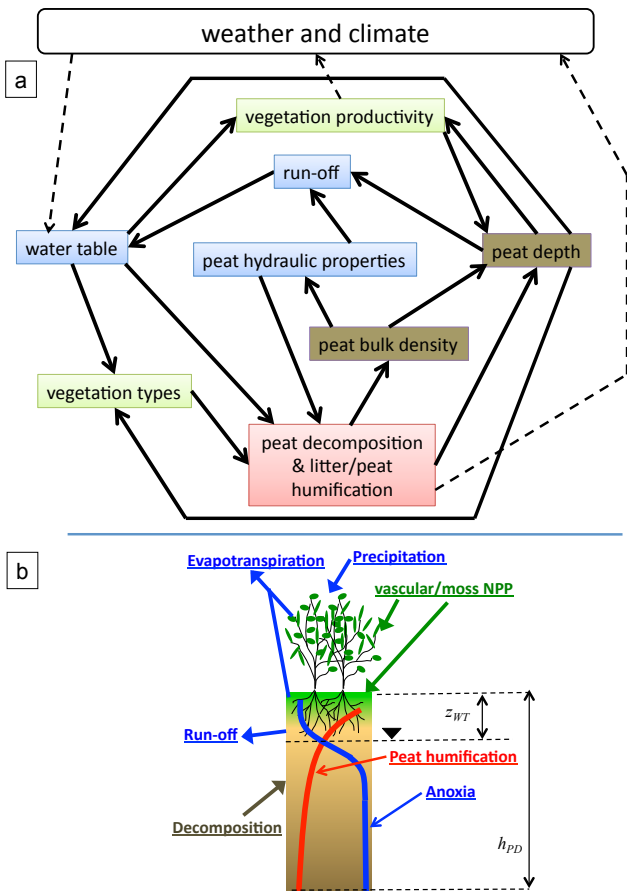 weather and climate
a
vegetation productivity
run-off
water table
peat hydraulic properties
peat depth
peat bulk density
vegetation types
peat decomposition
& litter/peat
humification
b
Evapotranspiration
Precipitation
vascular/moss NPP
z_WT
Run-off
Peat humification
Anoxia
Decomposition
h_PD